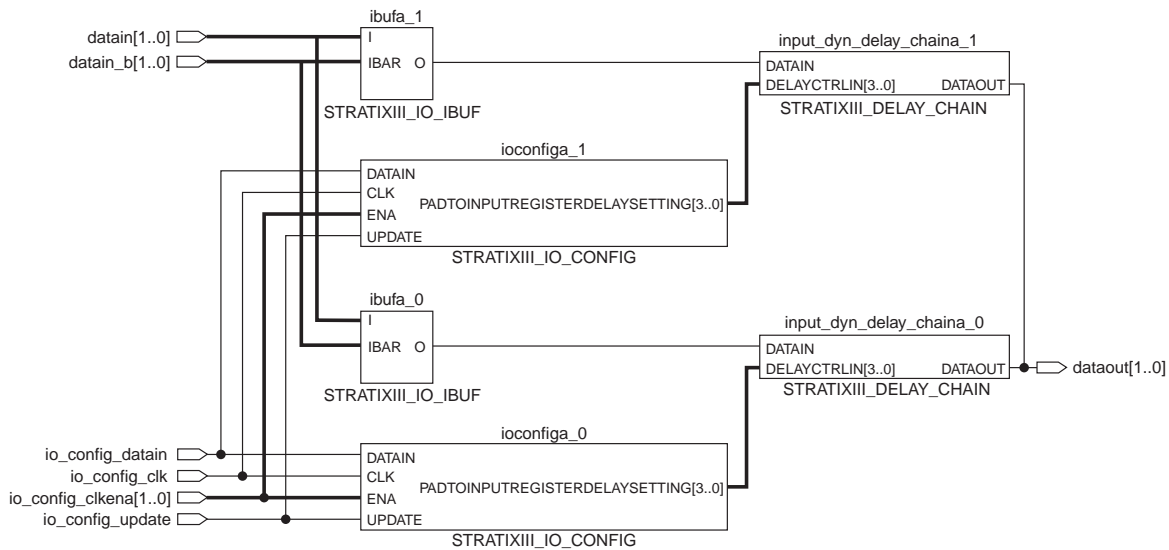 ibufa_1
datain[1..0]
datain_b[1..0]
I
IBAR O
STRATIXIII_IO_IBUF
input_dyn_delay_chaina_1
DATAIN
DELAYCTRLIN[3..0] DATAOUT
STRATIXIII_DELAY_CHAIN
ioconfiga_1
DATAIN
CLK
PADTOINPUTREGISTERDELAYSETTING[3..0]
ENA
UPDATE
STRATIXIII_IO_CONFIG
ibufa_0
I
IBAR O
STRATIXIII_IO_IBUF
input_dyn_delay_chaina_0
DATAIN
DELAYCTRLIN[3..0] DATAOUT
STRATIXIII_DELAY_CHAIN
dataout[1..0]
ioconfiga_0
io_config_datain
io_config_clk
io_config_clkena[1..0]
io_config_update
DATAIN
CLK
PADTOINPUTREGISTERDELAYSETTING[3..0]
ENA
UPDATE
STRATIXIII_IO_CONFIG